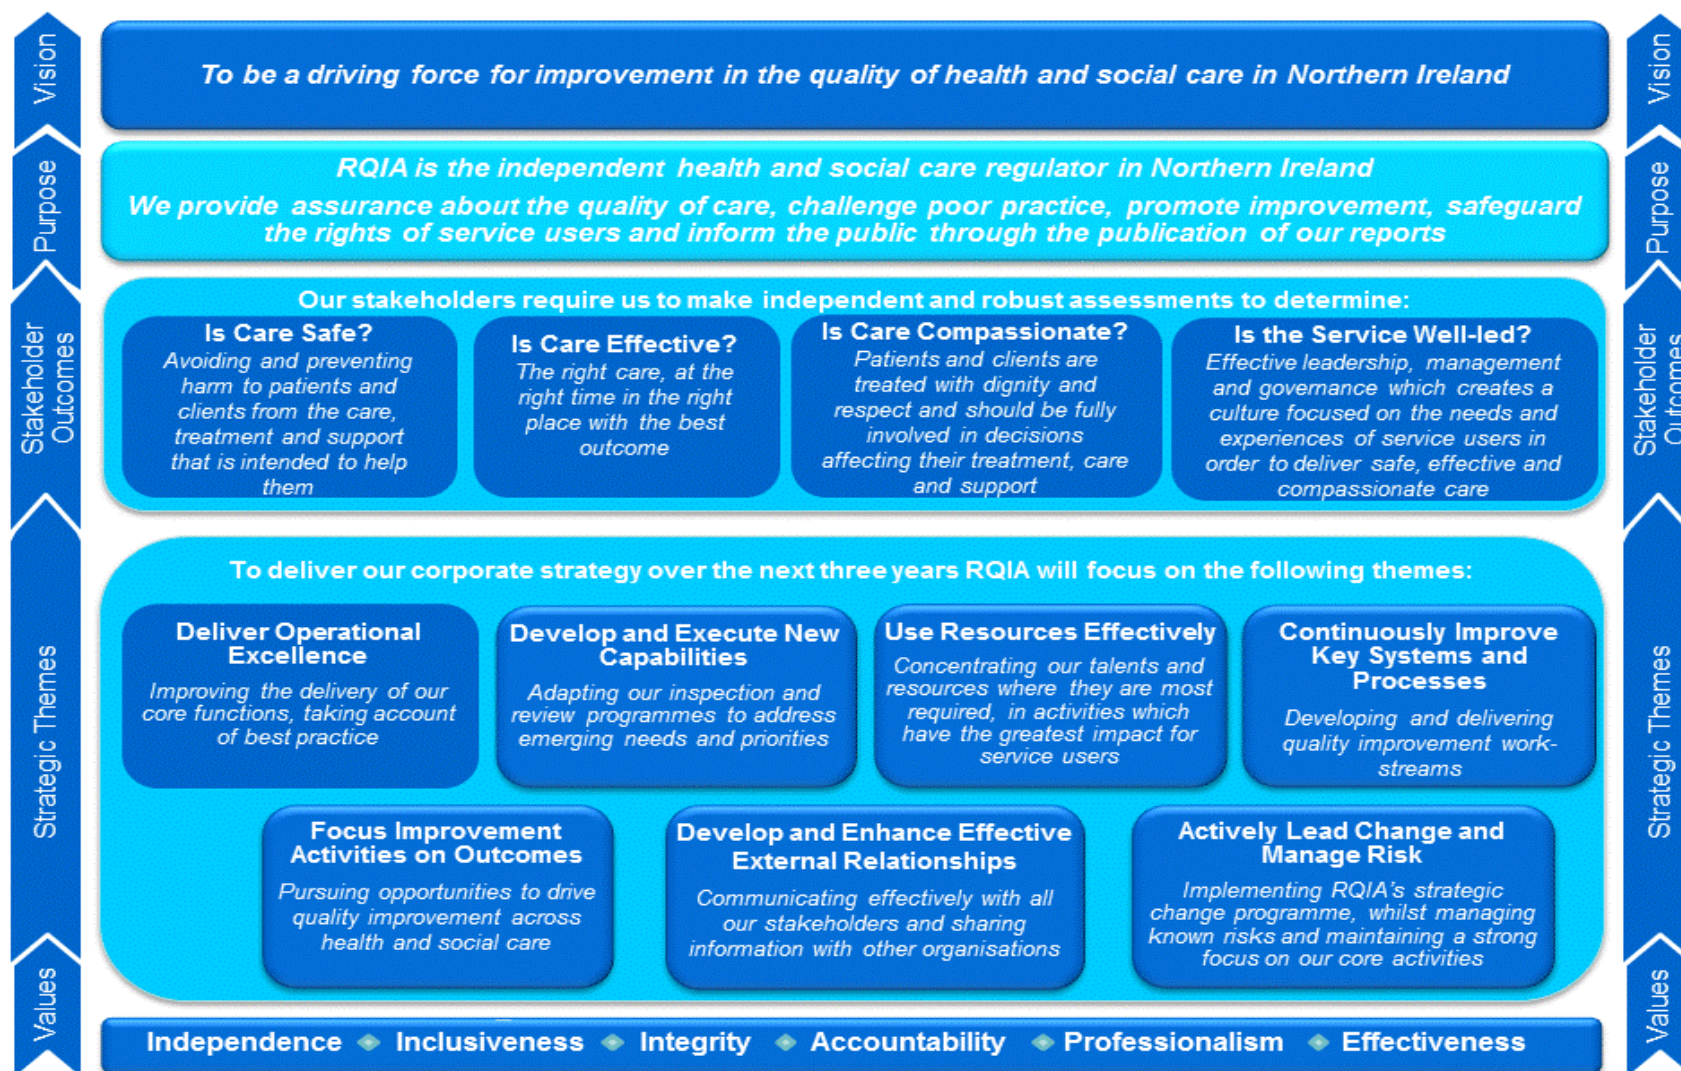 Vision
To be a driving force for improvement in the quality of health and social care in Northern Ireland
Vision
Purpose
RQIA is the independent health and social care regulator in Northern Ireland
We provide assurance about the quality of care, challenge poor practice, promote improvement, safeguard
the rights of service users and inform the public through the publication of our reports
Purpose
Stakeholder
Outcomes
Our stakeholders require us to make independent and robust assessments to determine:
Is Care Safe?
Avoiding and preventing
harm to patients and
clients from the care,
treatment and support
that is intended to help
them
Is Care Effective?
The right care, at the
right time in the right
place with the best
outcome
Is Care Compassionate?
Patients and clients are
treated with dignity and
respect and should be fully
involved in decisions
affecting their treatment, care
and support
Is the Service Well-led?
Effective leadership, management
and governance which creates a
culture focused on the needs and
experiences of service users in
order to deliver safe, effective and
compassionate care
Stakeholder
Outcomes
Strategic Themes
To deliver our corporate strategy over the next three years RQIA will focus on the following themes:
Deliver Operational
Excellence
Improving the delivery of our
core functions, taking account
of best practice
Develop and Execute New
Capabilities
Adapting our inspection and
review programmes to address
emerging needs and priorities
Use Resources Effectively
Concentrating our talents and
resources where they are most
required, in activities which
have the greatest impact for
service users
Continuously Improve
Key Systems and
Processes
Developing and delivering
quality improvement work-
streams
Focus Improvement
Activities on Outcomes
Pursuing opportunities to drive
quality improvement across
health and social care
Develop and Enhance Effective
External Relationships
Communicating effectively with all
our stakeholders and sharing
information with other organisations
Actively Lead Change and
Manage Risk
Implementing RQIA's strategic
change programme, whilst managing
known risks and maintaining a strong
focus on our core activities
Strategic Themes
Values
Independence Inclusiveness Integrity Accountability Professionalism Effectiveness
Values